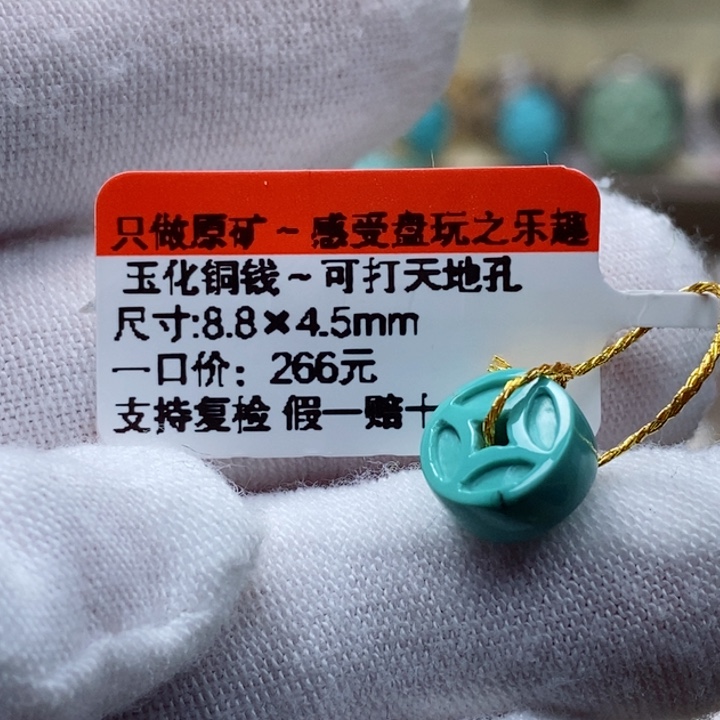 只做原矿~感受盘玩之乐趣
玉化铜钱~可打天地孔
尺寸:8.8×4.5mm
一口价：266元
支持复检 假一赔十